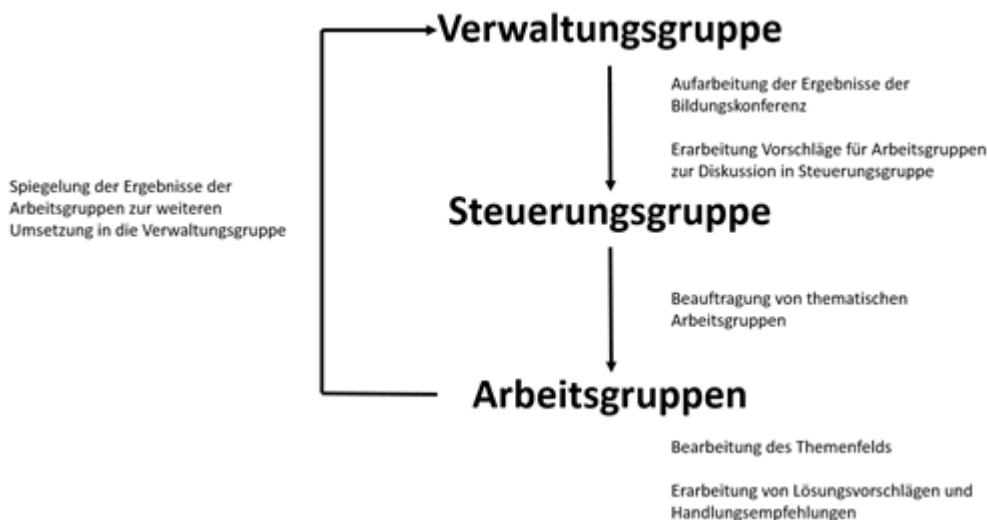 Verwaltungsgruppe
Aufarbeitung der Ergebnisse der
Bildungskonferenz
Erarbeitung Vorschläge für Arbeitsgruppen
zur Diskussion in Steuerungsgruppe
Spiegelung der Ergebnisse der
Arbeitsgruppen zur weiteren
Umsetzung in die Verwaltungsgruppe
Steuerungsgruppe
Beauftragung von thematischen
Arbeitsgruppen
Arbeitsgruppen
Bearbeitung des Themenfelds
Erarbeitung von Lösungsvorschlägen und
Handlungsempfehlungen